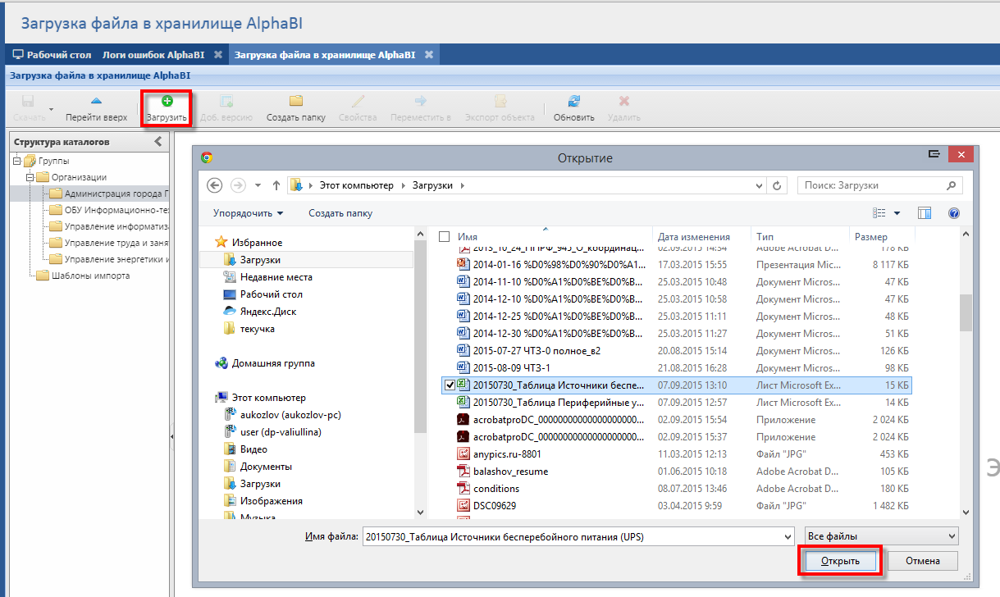 Загрузка файла в хранилище AlphaBI
Рабочий стол Логи ошибок AlphaBI Загрузка файла в хранилище AlphaBI
Загрузка файла в хранилище AlphaBI
Скачать Перейти вверх Загрузить Доб. версию Создать папку Свойства Переместить в Экспорт объекта Обновить Удалить
Структура каталогов
Группы
Организации
Администрация города Г
ОБУ Информационно-те
Управление информатиз
Управление труда и заня
Управление энергетики и
Шаблоны импорта
Открытие
Этот компьютер Загрузки
Поиск: Загрузки
Упорядочить Создать папку
Избранное
Загрузки
Недавние места
Рабочий стол
Яндекс.Диск
текучка
Домашняя группа
Этот компьютер
aukozlov (aukozlov-pc)
user (dp-valiullina)
Видео
Документы
Загрузки
Изображения
Музыка
Имя Дата изменения Тип Размер
2013_10_24_ППРФ_945_О_координац... 02.09.2015 14:54 Adobe Acrobat D... 178 КБ
2014-01-16 %D0%98%D0%90%D0%A1... 17.03.2015 15:55 Презентация Mic... 8 117 КБ
2014-11-10 %D0%A1%D0%BE%D0%B... 25.03.2015 10:48 Документ Micros... 47 КБ
2014-12-10 %D0%A1%D0%BE%D0%B... 25.03.2015 10:58 Документ Micros... 47 КБ
2014-12-25 %D0%A1%D0%BE%D0%B... 25.03.2015 11:11 Документ Micros... 48 КБ
2014-12-30 %D0%A1%D0%BE%D0%B... 25.03.2015 11:27 Документ Micros... 51 КБ
2015-07-27 ЧТЗ-0 полное_в2 20.08.2015 15:14 Документ Micros... 126 КБ
2015-08-09 ЧТЗ-1 21.08.2015 16:28 Документ Micros... 98 КБ
20150730_Таблица Источники беспе... 07.09.2015 13:10 Лист Microsoft Ex... 15 КБ
20150730_Таблица Периферийные у... 07.09.2015 12:57 Лист Microsoft Ex... 14 КБ
acrobatproDC_00000000000000000000... 02.09.2015 15:54 Приложение 2 024 КБ
acrobatproDC_00000000000000000000... 02.09.2015 15:37 Приложение 2 024 КБ
anypics.ru-8801 11.03.2015 12:13 Файл "JPG" 453 КБ
balashov_resume 01.06.2015 10:18 Adobe Acrobat D... 105 КБ
conditions 08.07.2015 13:46 Adobe Acrobat D... 180 КБ
DSC09629 03.04.2015 9:59 Файл "JPG" 1 482 КБ
Имя файла: 20150730_Таблица Источники бесперебойного питания (UPS) Все файлы
Открыть Отмена
Э